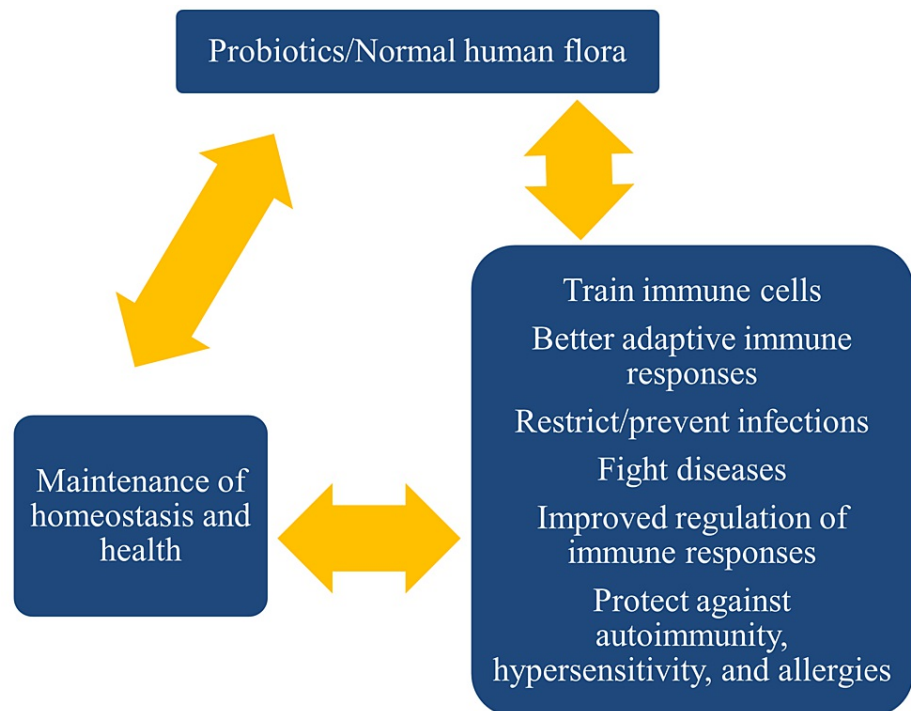 Probiotics/Normal human flora
Train immune cells
Better adaptive immune
responses
Restrict/prevent infections
Fight diseases
Improved regulation of
immune responses
Protect against
autoimmunity,
hypersensitivity, and allergies
Maintenance of
homeostasis and
health